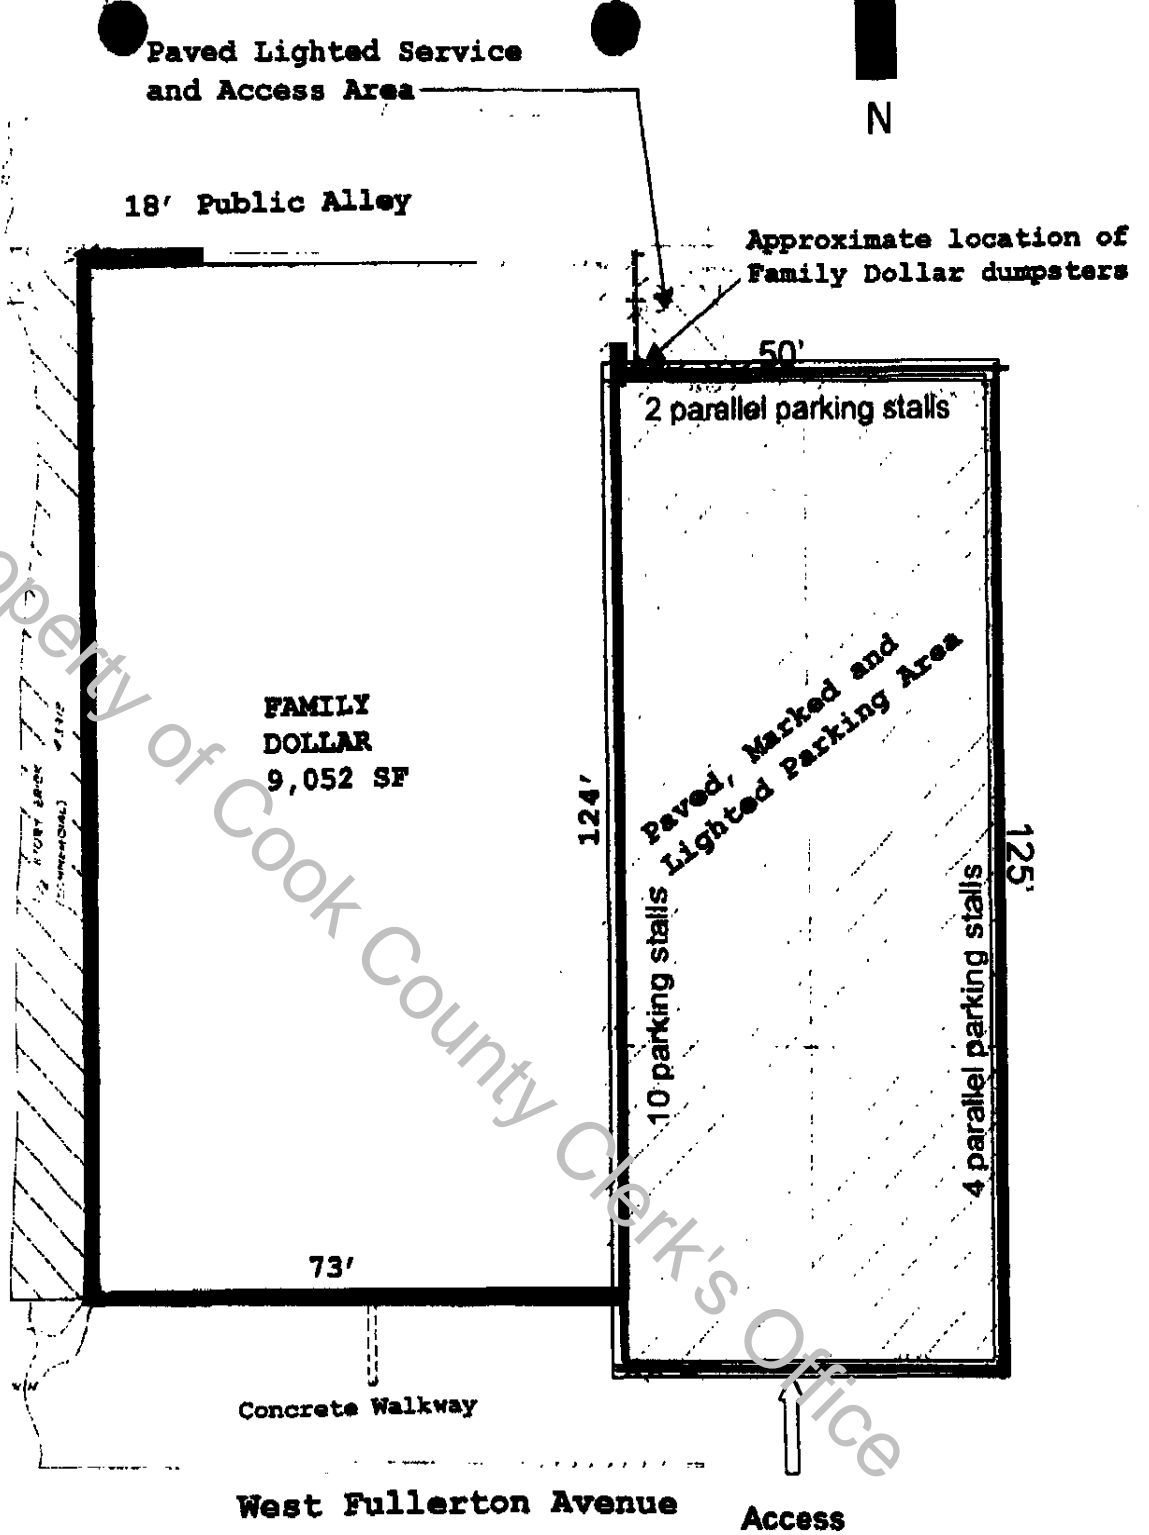 Paved Lighted Service
and Access Area
N
18' Public Alley
Approximate location of
Family Dollar dumpsters
50'
2 parallel parking stalls
Paved, Marked and
Lighted Parking Area
FAMILY
DOLLAR
9,052 SF
124'
125'
10 parking stalls
4 parallel parking stalls
73'
Concrete Walkway
West Fullerton Avenue
Access
operty of Cook County Clerk's Office